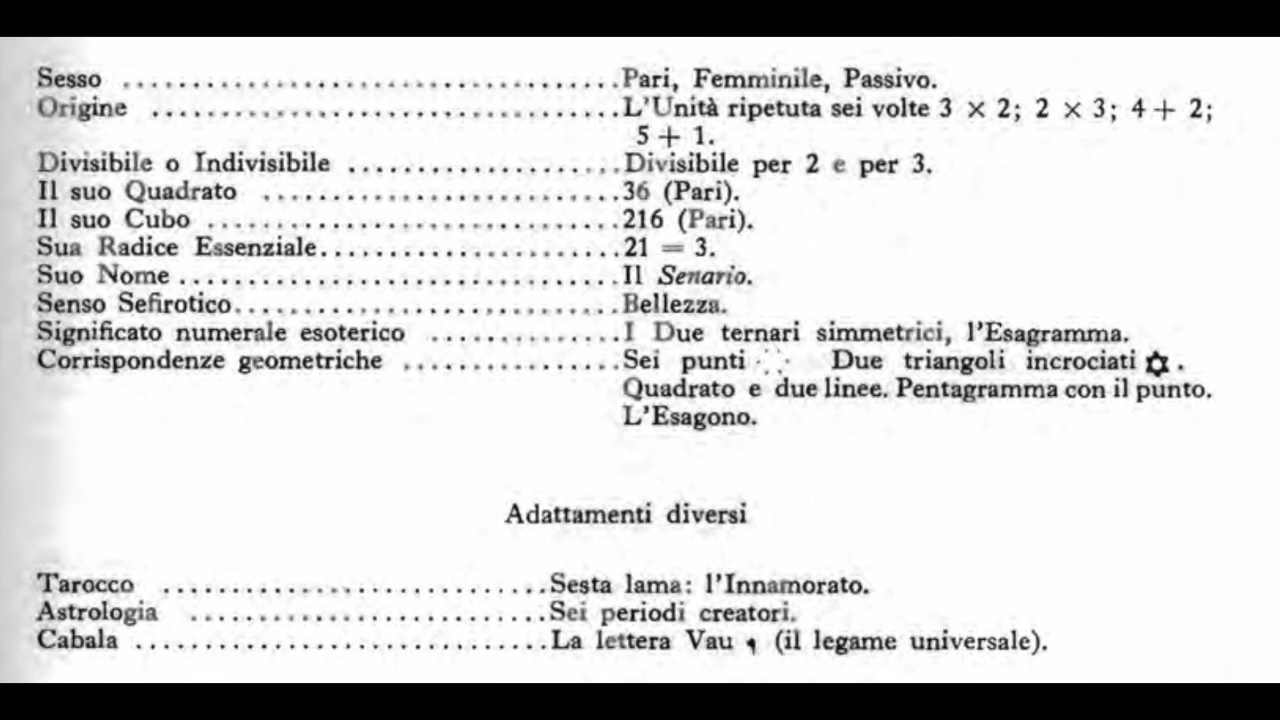 Sesso ....................................Pari, Femminile, Passivo.
Origine ..................................L'Unità ripetuta sei volte 3 × 2; 2 × 3; 4 + 2;
5 + 1.
Divisibile o Indivisibile ....................Divisibile per 2 e per 3.
Il suo Quadrato ..........................36 (Pari).
Il suo Cubo ..............................216 (Pari).
Sua Radice Essenziale......................21 = 3.
Suo Nome ................................Il Senario.
Senso Sefirotico............................Bellezza.
Significato numerale esoterico ..............I Due ternari simmetrici, l'Esagramma.
Corrispondenze geometriche ................Sei punti ∴ ∵ Due triangoli incrociati ✡ .
Quadrato e due linee. Pentagramma con il punto.
L'Esagono.
Adattamenti diversi
Tarocco ............................Sesta lama: l'Innamorato.
Astrologia ..........................Sei periodi creatori.
Cabala ..............................La lettera Vau ו (il legame universale).